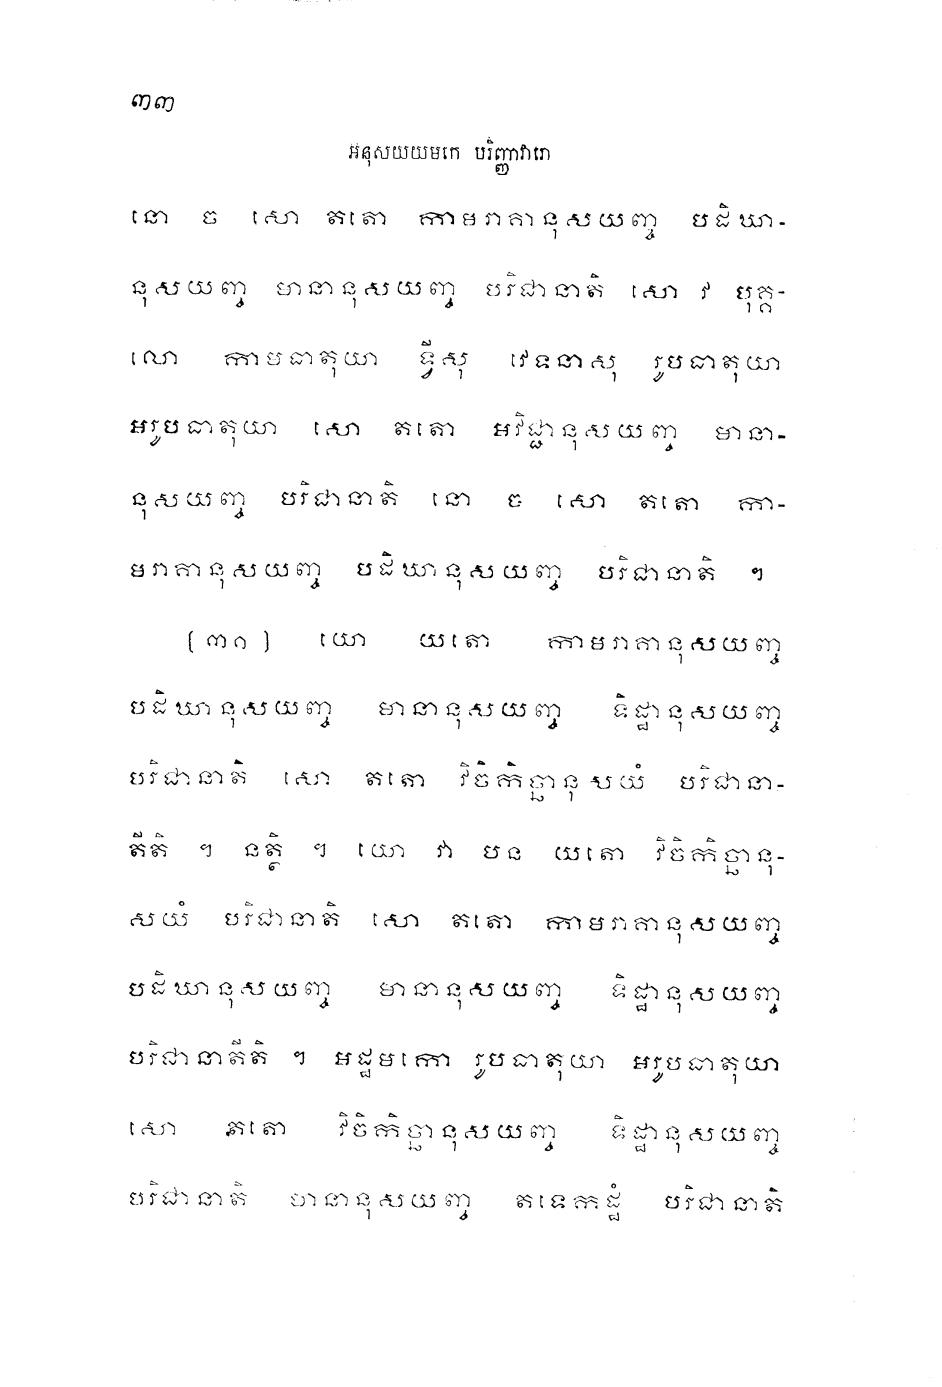 ៣៣
អនុសយយមកេ បរិញ្ញាវារោ
នោ ច សោ តតោ កាមរាគានុសយញ្ច បដិឃា-
នុសយញ្ច មានានុសយញ្ច បរិជានាតិ សោ វ បុគ្គ-
លោ កាមធាតុយា ទ្វីសុ វេទនាសុ រូបធាតុយា
អរូបធាតុយា សោ តតោ អវិជ្ជានុសយញ្ច មានា-
នុសយញ្ច បរិជានាតិ នោ ច សោ តតោ កា-
មរាគានុសយញ្ច បដិឃានុសយញ្ច បរិជានាតិ ។
(៣១) យោ យតោ កាមរាគានុសយញ្ច
បដិឃានុសយញ្ច មានានុសយញ្ច ទិដ្ឋានុសយញ្ច
បរិជានាតិ សោ តតោ វិចិកិច្ឆានុសយំ បរិជានា-
តីតិ ។ នត្ថិ ។ យោ វា បន យតោ វិចិកិច្ឆានុ-
សយំ បរិជានាតិ សោ តតោ កាមរាគានុសយញ្ច
បដិឃានុសយញ្ច មានានុសយញ្ច ទិដ្ឋានុសយញ្ច
បរិជានាតីតិ ។ អដ្ឋមកោ រូបធាតុយា អរូបធាតុយា
សោ តតោ វិចិកិច្ឆានុសយញ្ច ទិដ្ឋានុសយញ្ច
បរិជានាតិ មានានុសយញ្ច តទេកដ្ឋំ បរិជានាតិ